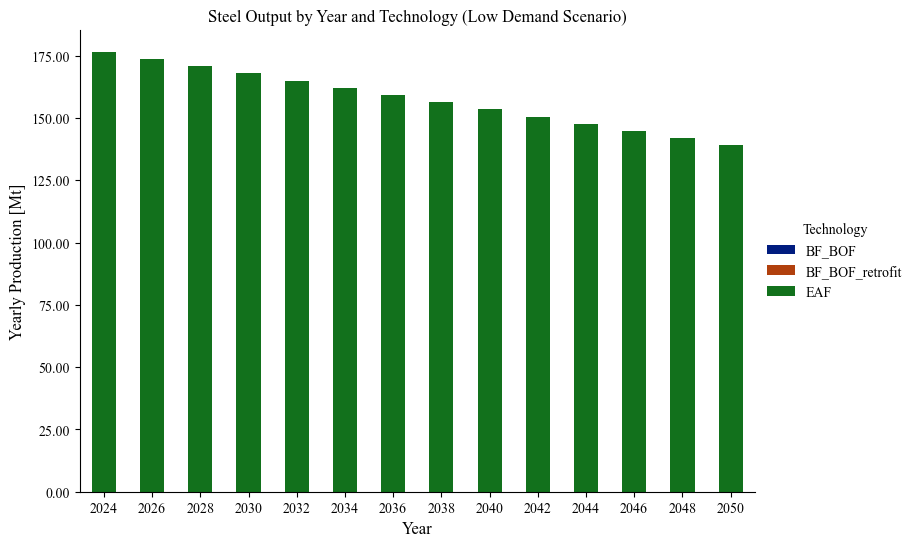 Steel Output by Year and Technology (Low Demand Scenario)
Yearly Production [Mt]
175.00
150.00
125.00
100.00
75.00
50.00
25.00
0.00
2024 2026 2028 2030 2032 2034 2036 2038 2040 2042 2044 2046 2048 2050
Year
Technology
BF_BOF
BF_BOF_retrofit
EAF